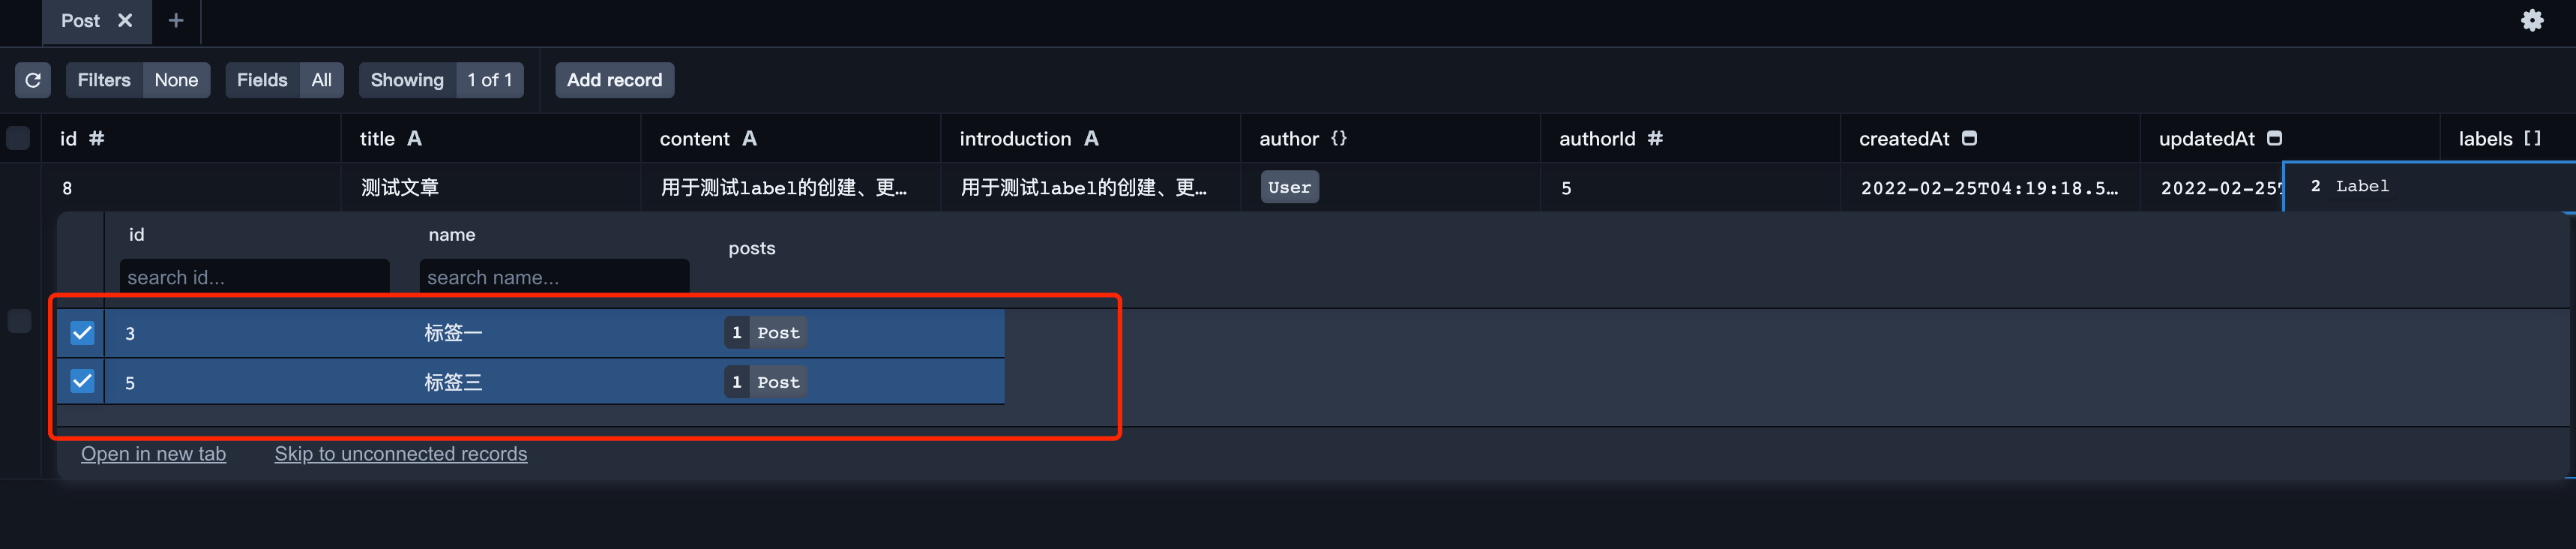 Post
Filters None Fields All Showing 1 of 1 Add record
id # title A content A introduction A author {} authorId # createdAt updatedAt labels []
8 测试文章 用于测试label的创建、更… 用于测试label的创建、更… User 5 2022-02-25T04:19:18.5… 2022-02-25T 2 Label
id name posts
search id... search name...
3 标签一 1 Post
5 标签三 1 Post
Open in new tab Skip to unconnected records